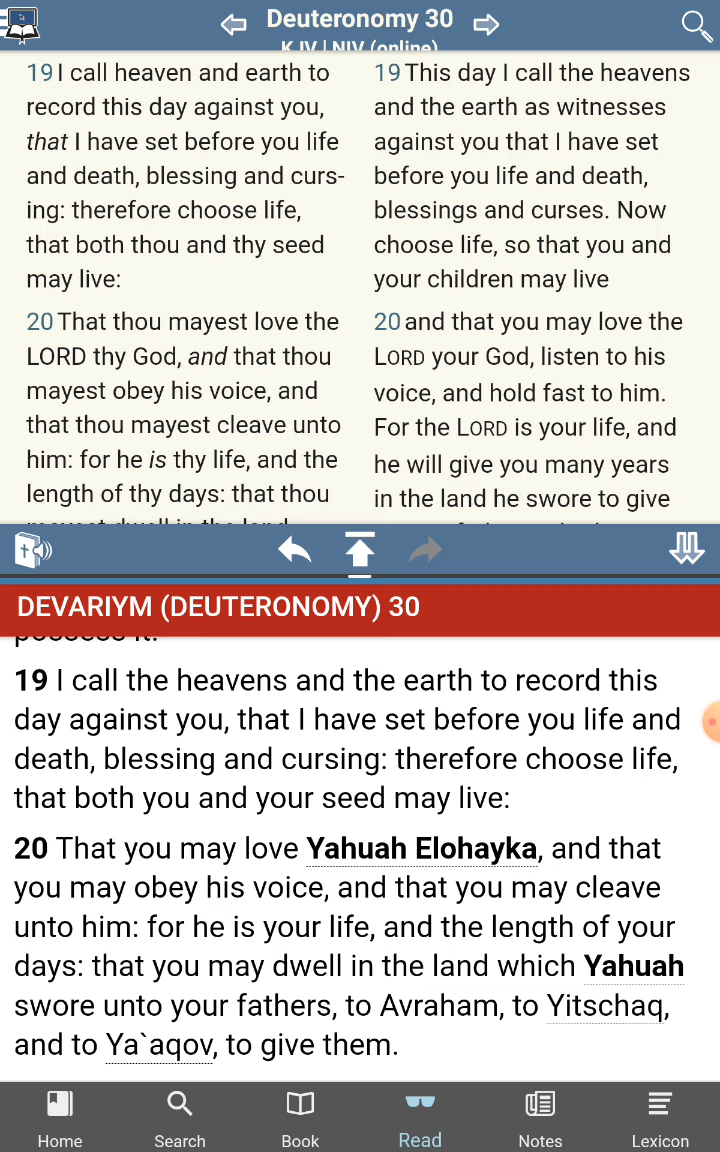 Deuteronomy 30
KJV | NIV (online)
19 I call heaven and earth to
record this day against you,
that I have set before you life
and death, blessing and curs-
ing: therefore choose life,
that both thou and thy seed
may live:
20 That thou mayest love the
LORD thy God, and that thou
mayest obey his voice, and
that thou mayest cleave unto
him: for he is thy life, and the
length of thy days: that thou
mayest dwell in the land
19 This day I call the heavens
and the earth as witnesses
against you that I have set
before you life and death,
blessings and curses. Now
choose life, so that you and
your children may live
20 and that you may love the
LORD your God, listen to his
voice, and hold fast to him.
For the LORD is your life, and
he will give you many years
in the land he swore to give
DEVARIYM (DEUTERONOMY) 30
possess it.
19 I call the heavens and the earth to record this
day against you, that I have set before you life and
death, blessing and cursing: therefore choose life,
that both you and your seed may live:
20 That you may love Yahuah Elohayka, and that
you may obey his voice, and that you may cleave
unto him: for he is your life, and the length of your
days: that you may dwell in the land which Yahuah
swore unto your fathers, to Avraham, to Yitschaq,
and to Ya`aqov, to give them.
Home Search Book Read Notes Lexicon